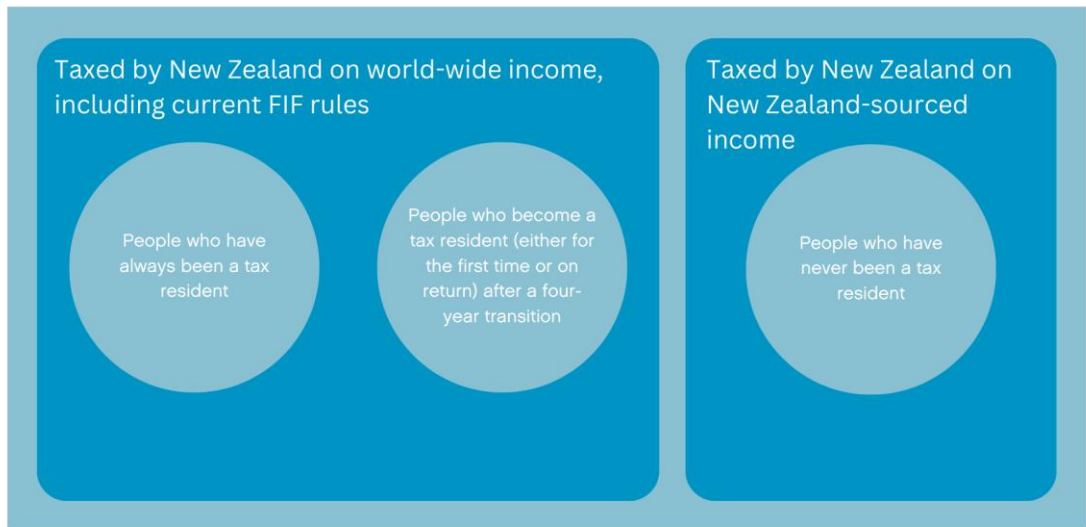 Taxed by New Zealand on world-wide income,
including current FIF rules
People who have
always been a tax
resident
People who become a
tax resident (either for
the first time or on
return) after a four-
year transition
Taxed by New Zealand on
New Zealand-sourced
income
People who have
never been a tax
resident